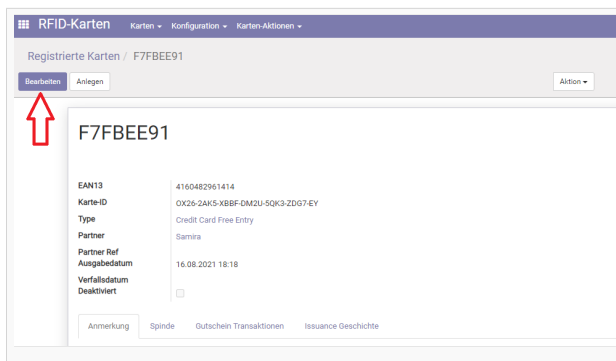 RFID-Karten Karten Konfiguration Karten-Aktionen
Registrierte Karten / F7FBEE91
Bearbeiten Anlegen Aktion
F7FBEE91
EAN13 4160482961414
Karte-ID OX26-2AK5-XBBF-DM2U-5QK3-ZDG7-EY
Type Credit Card Free Entry
Partner Samira
Partner Ref
Ausgabedatum 16.08.2021 18:18
Verfallsdatum
Deaktiviert
Anmerkung Spinde Gutschein Transaktionen Issuance Geschichte